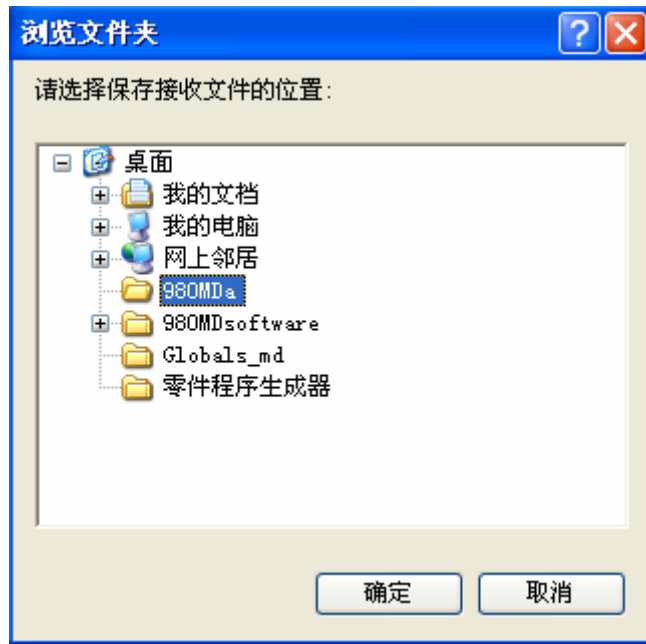 浏览文件夹
请选择保存接收文件的位置:
桌面
我的文档
我的电脑
网上邻居
980MDa
980MDsoftware
Globals_md
零件程序生成器
确定 取消